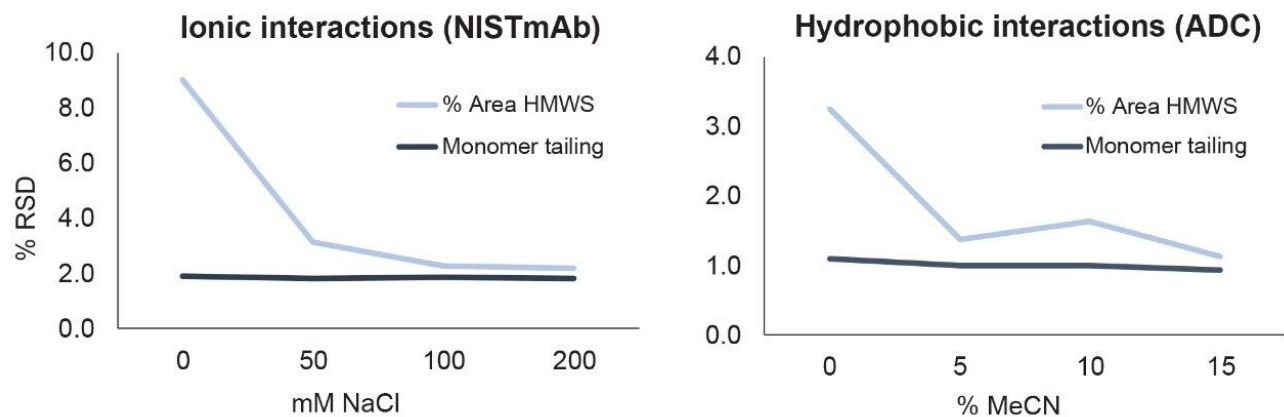 Ionic interactions (NISTmAb)
10.0
8.0
6.0
4.0
2.0
0.0
% RSD
% Area HMWS
Monomer tailing
0 50 100 200
mM NaCl
Hydrophobic interactions (ADC)
4.0
3.0
2.0
1.0
0.0
% Area HMWS
Monomer tailing
0 5 10 15
% MeCN